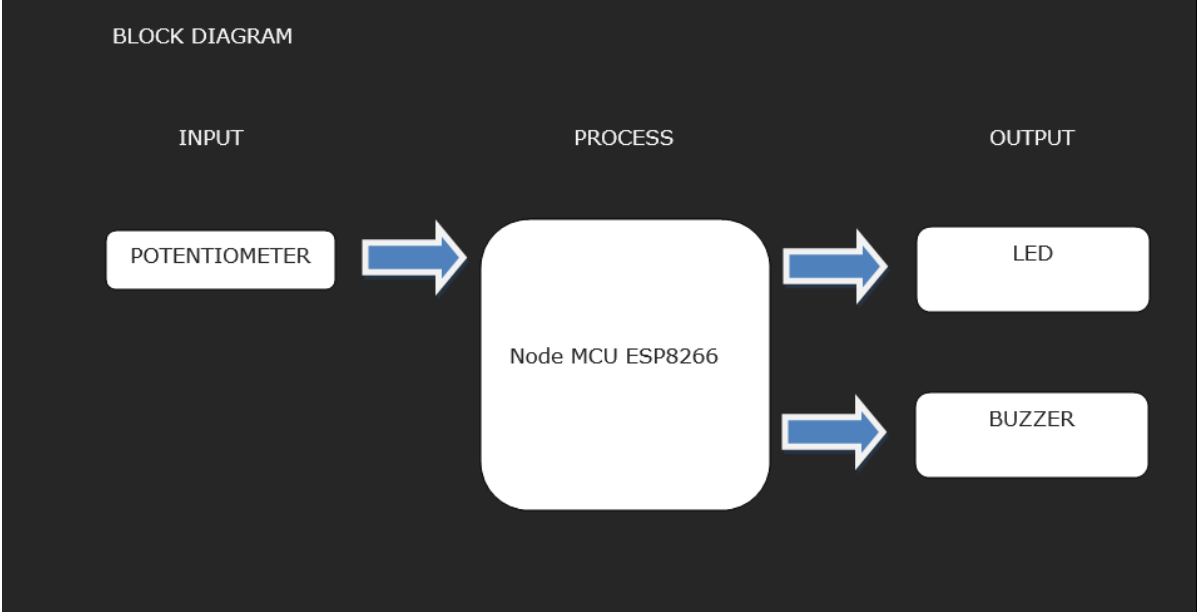 BLOCK DIAGRAM
INPUT
PROCESS
OUTPUT
POTENTIOMETER
Node MCU ESP8266
LED
BUZZER